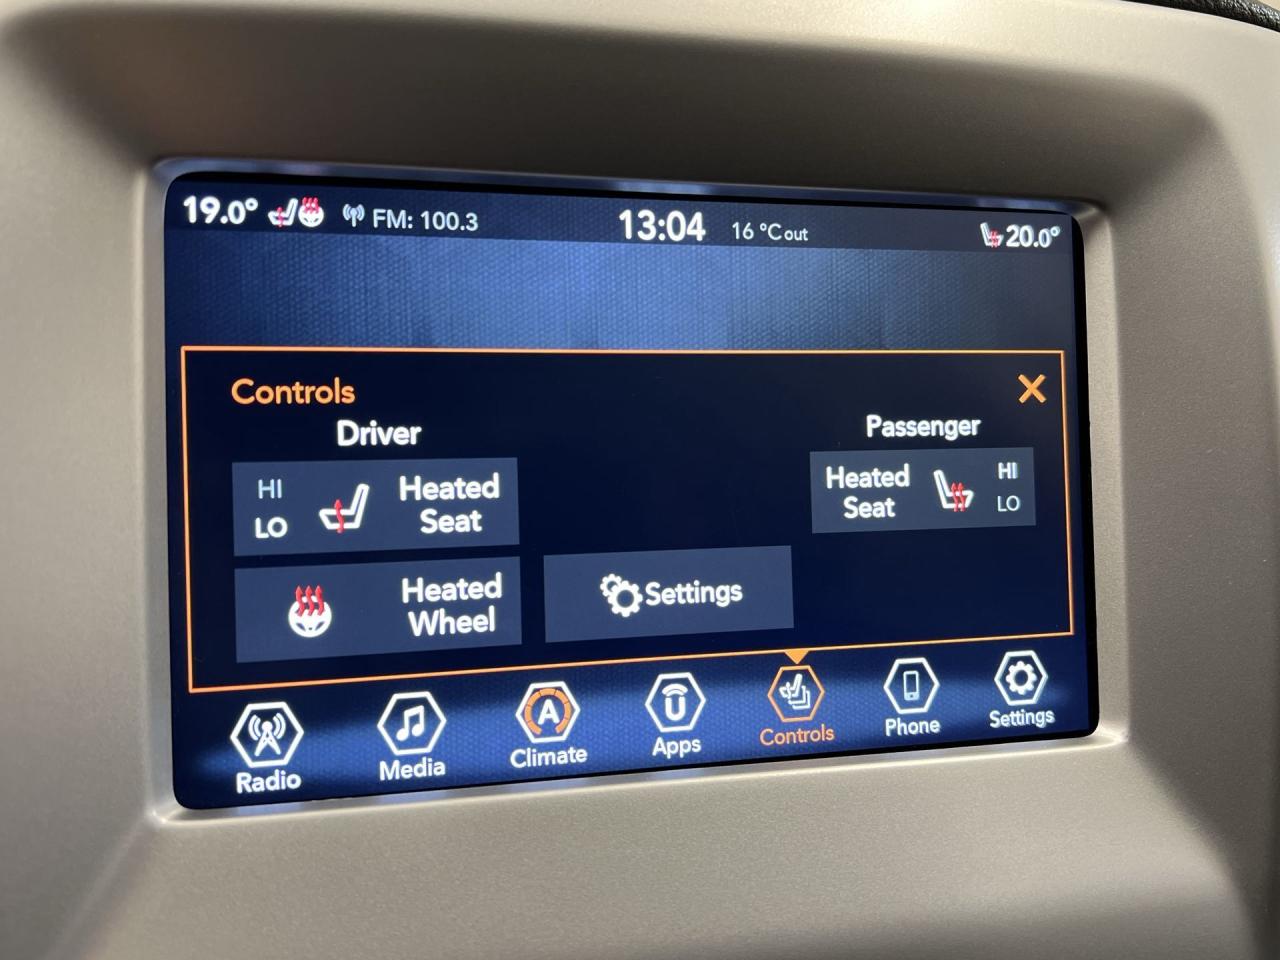 19.0° FM: 100.3 13:04 16 °C out 20.0°
Controls
Driver
Passenger
HI
LO
Heated
Seat
Heated
Seat
HI
LO
Heated
Wheel
Settings
Radio
Media
A
Climate
U
Apps
Controls
Phone
Settings